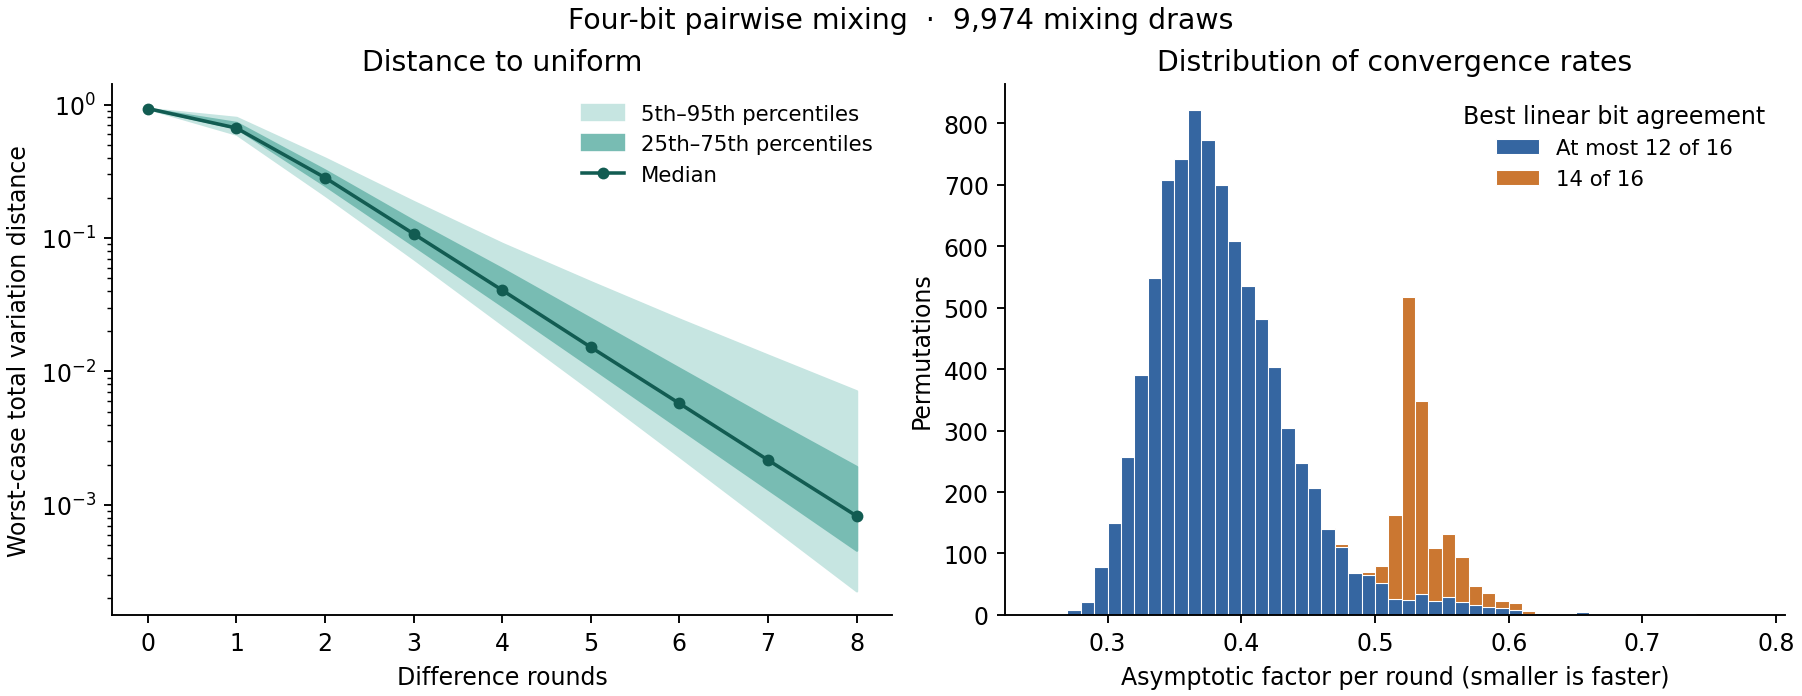 Four-bit pairwise mixing · 9,974 mixing draws
Distance to uniform
Worst-case total variation distance
10⁰
10⁻¹
10⁻²
10⁻³
5th–95th percentiles
25th–75th percentiles
Median
0 1 2 3 4 5 6 7 8
Difference rounds
Distribution of convergence rates
Permutations
800
700
600
500
400
300
200
100
0
Best linear bit agreement
At most 12 of 16
14 of 16
0.3 0.4 0.5 0.6 0.7 0.8
Asymptotic factor per round (smaller is faster)